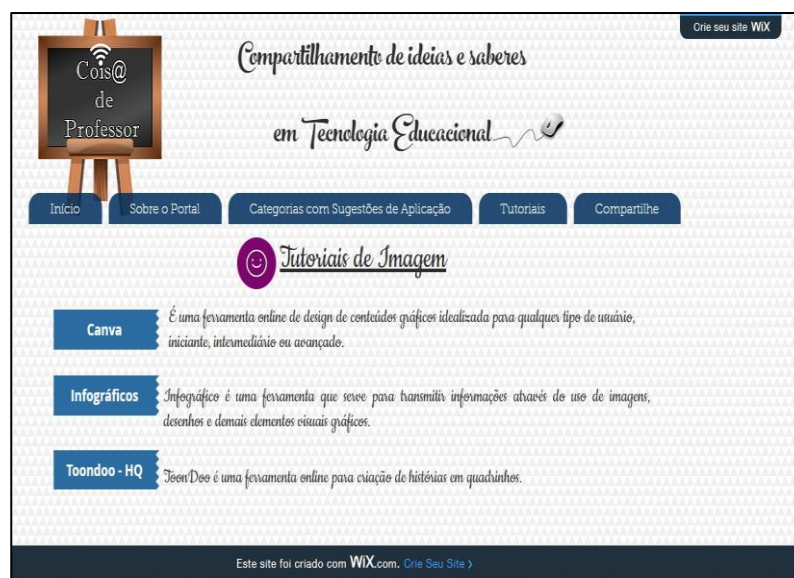 Crie seu site WiX
Cois@
de
Professor
Compartilhamento de ideias e saberes
em Tecnologia Educacional
Início
Sobre o Portal
Categorias com Sugestões de Aplicação
Tutoriais
Compartilhe
Tutoriais de Imagem
Canva
É uma ferramenta online de design de conteúdos gráficos idealizada para qualquer tipo de usuário,
iniciante, intermediário ou avançado.
Infográficos
Infográfico é uma ferramenta que serve para transmitir informações através do uso de imagens,
desenhos e demais elementos visuais gráficos.
Toondoo - HQ
ToonDoo é uma ferramenta online para criação de histórias em quadrinhos.
Este site foi criado com WiX.com. Crie Seu Site >